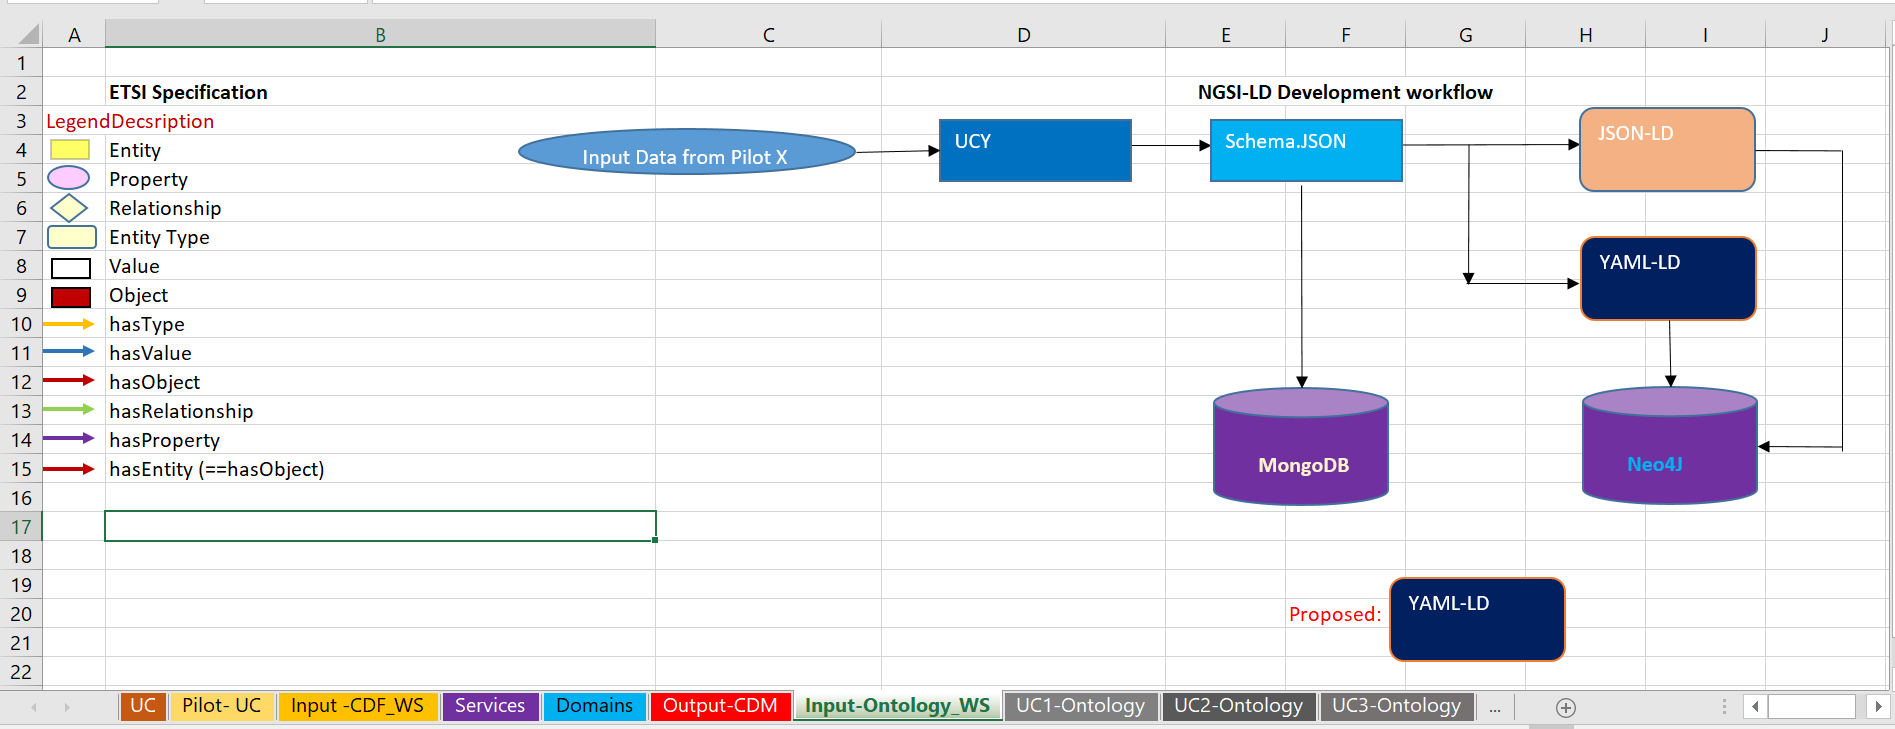 A B C D E F G H I J
1
2 ETSI Specification NGSI-LD Development workflow
3 LegendDecsription
4 Entity
5 Property
6 Relationship
7 Entity Type
8 Value
9 Object
10 hasType
11 hasValue
12 hasObject
13 hasRelationship
14 hasProperty
15 hasEntity (==hasObject)
16
17
18
19
20
21
22
Input Data from Pilot X
UCY
Schema.JSON
JSON-LD
YAML-LD
MongoDB
Neo4J
Proposed:
YAML-LD
UC Pilot- UC Input -CDF_WS Services Domains Output-CDM Input-Ontology_WS UC1-Ontology UC2-Ontology UC3-Ontology ...